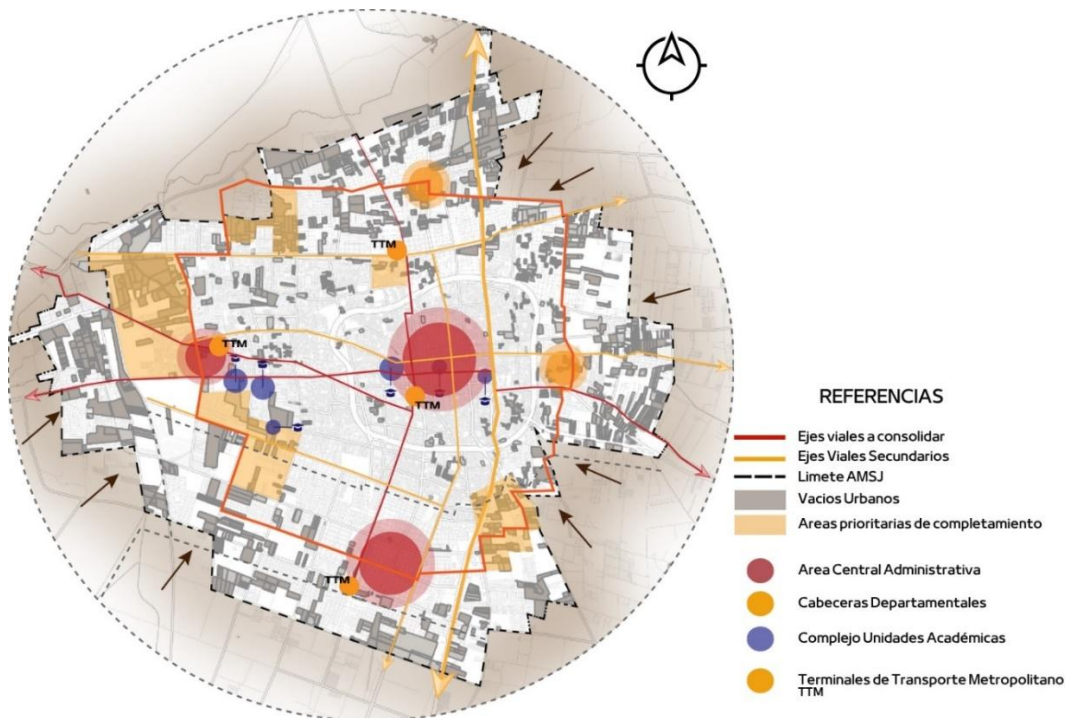 TTM
TTM
TTM
TTM
REFERENCIAS
Ejes viales a consolidar
Ejes Viales Secundarios
Limete AMSJ
Vacios Urbanos
Areas prioritarias de completamiento
Area Central Administrativa
Cabeceras Departamentales
Complejo Unidades Académicas
Terminales de Transporte Metropolitano
TTM